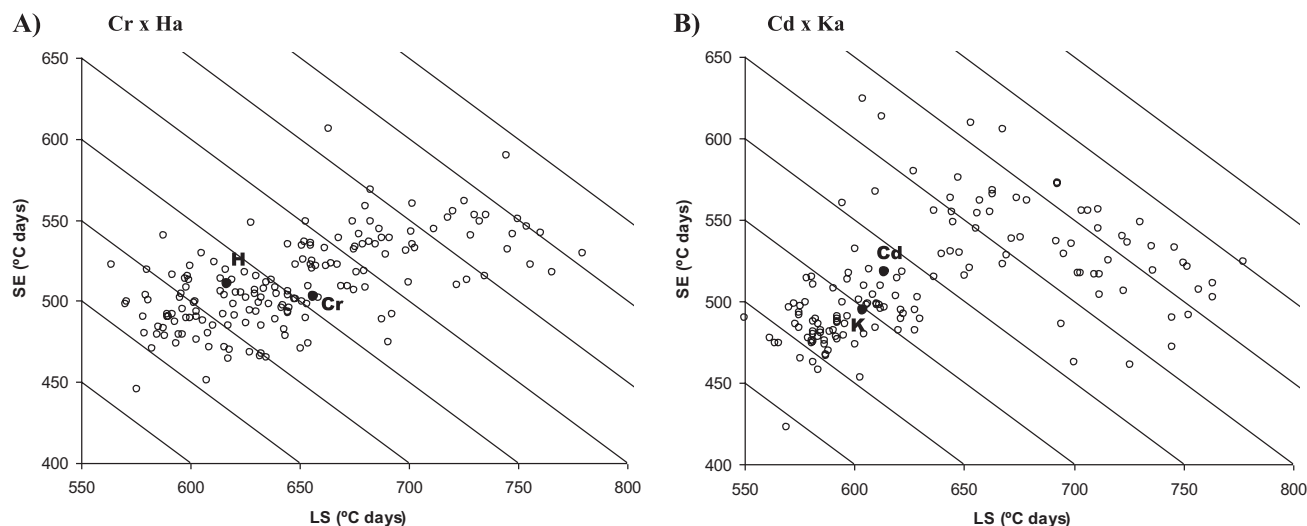 A) Cr x Ha
650
600
550
500
450
400
SE (ºC days)
H
Cr
550 600 650 700 750 800
LS (ºC days)
B) Cd x Ka
650
600
550
500
450
400
SE (ºC days)
Cd
K
550 600 650 700 750 800
LS (ºC days)